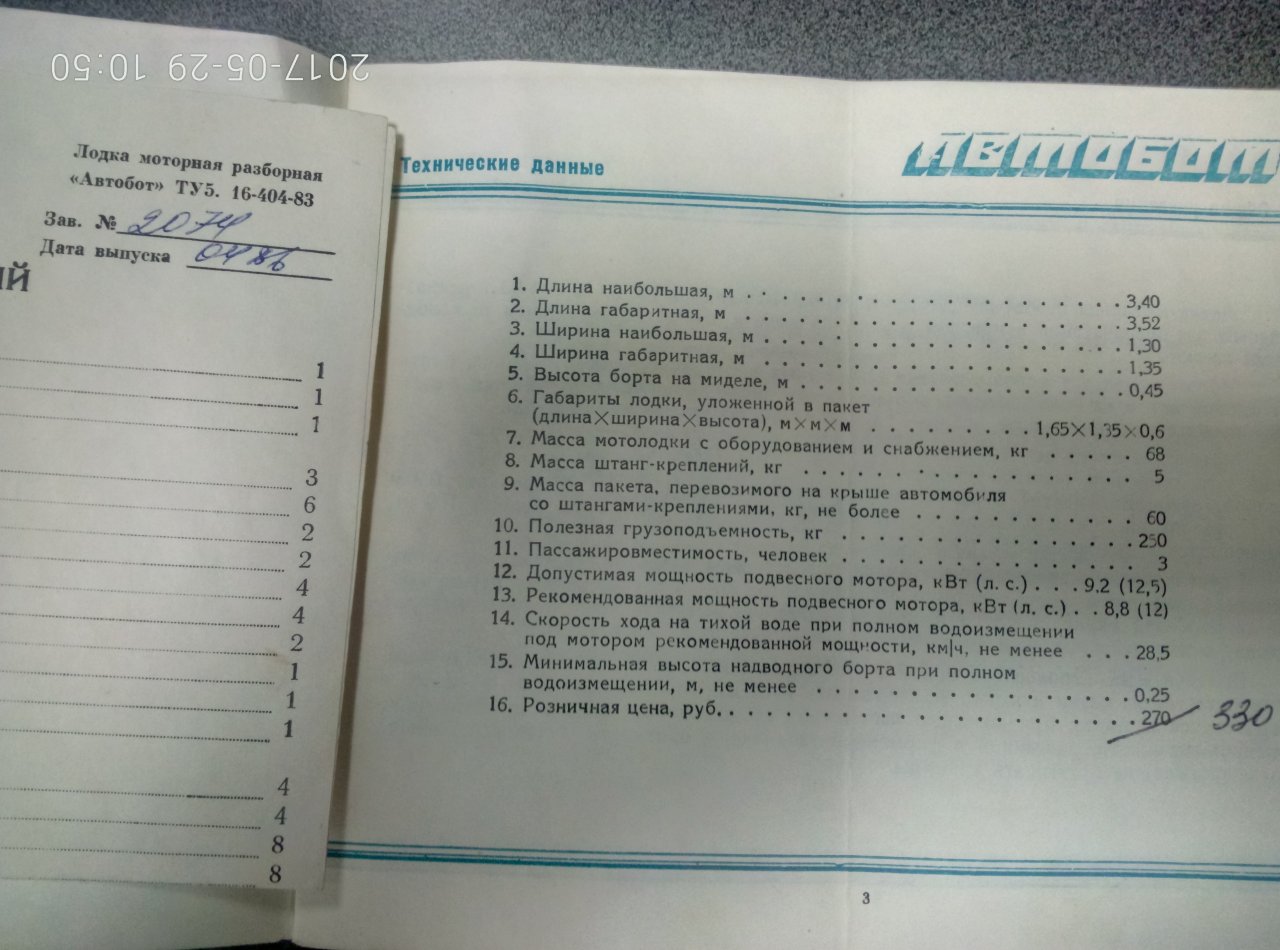 2017-05-29 10:50
Лодка моторная разборная
«Автобот» ТУ5. 16-404-83
Зав. № 2074
Дата выпуска 04 86
ИЙ
1
1
1
3
6
2
2
4
4
2
1
1
1
4
4
8
8
Технические данные
АВТОБОТ
1. Длина наибольшая, м . . . . . . . . . . . . . . . . 3,40
2. Длина габаритная, м . . . . . . . . . . . . . . . . 3,52
3. Ширина наибольшая, м . . . . . . . . . . . . . . . 1,30
4. Ширина габаритная, м . . . . . . . . . . . . . . . 1,35
5. Высота борта на миделе, м . . . . . . . . . . . . . . 0,45
6. Габариты лодки, уложенной в пакет
(длина×ширина×высота), м×м×м . . . . . . . . . 1,65×1,35×0,6
7. Масса мотолодки с оборудованием и снабжением, кг . . . . . 68
8. Масса штанг-креплений, кг . . . . . . . . . . . . . . 5
9. Масса пакета, перевозимого на крыше автомобиля
со штангами-креплениями, кг, не более . . . . . . . . . . . 60
10. Полезная грузоподъемность, кг . . . . . . . . . . . . . 250
11. Пассажировместимость, человек . . . . . . . . . . . . . 3
12. Допустимая мощность подвесного мотора, кВт (л. с.) . . . 9.2 (12,5)
13. Рекомендованная мощность подвесного мотора, кВт (л. с.) . . 8,8 (12)
14. Скорость хода на тихой воде при полном водоизмещении
под мотором рекомендованной мощности, км|ч, не менее . . . 28,5
15. Минимальная высота надводного борта при полном
водоизмещении, м, не менее . . . . . . . . . . . . . . 0,25
16. Розничная цена, руб. . . . . . . . . . . . . . . . . . 270 330
3